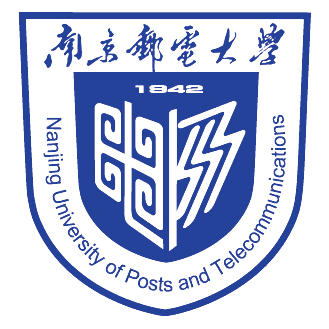 南京郵電大學
1942
Nanjing University of Posts and Telecommunications